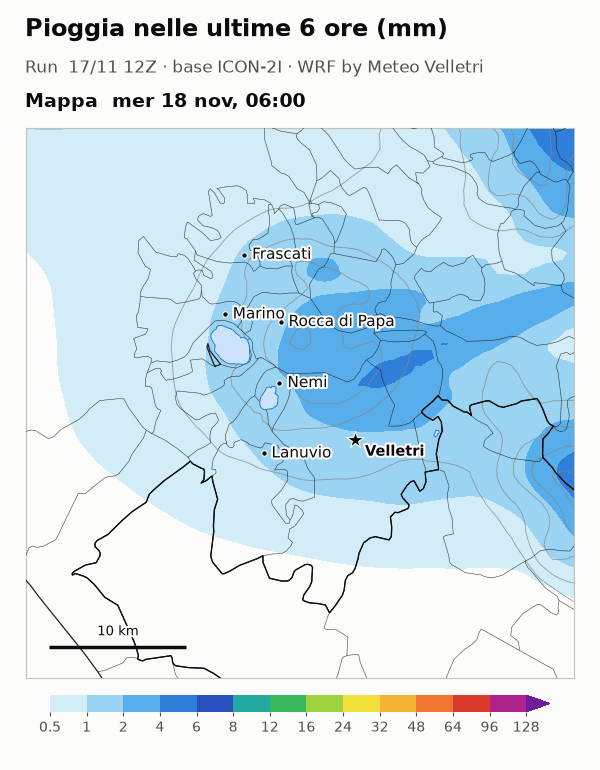 Pioggia nelle ultime 6 ore (mm)
Run  17/11 12Z · base ICON-2I · WRF by Meteo Velletri
Mappa  mer 18 nov, 06:00
Frascati
Marino
Rocca di Papa
Nemi
Velletri
Lanuvio
10 km
0.5 1 2 4 6 8 12 16 24 32 48 64 96 128